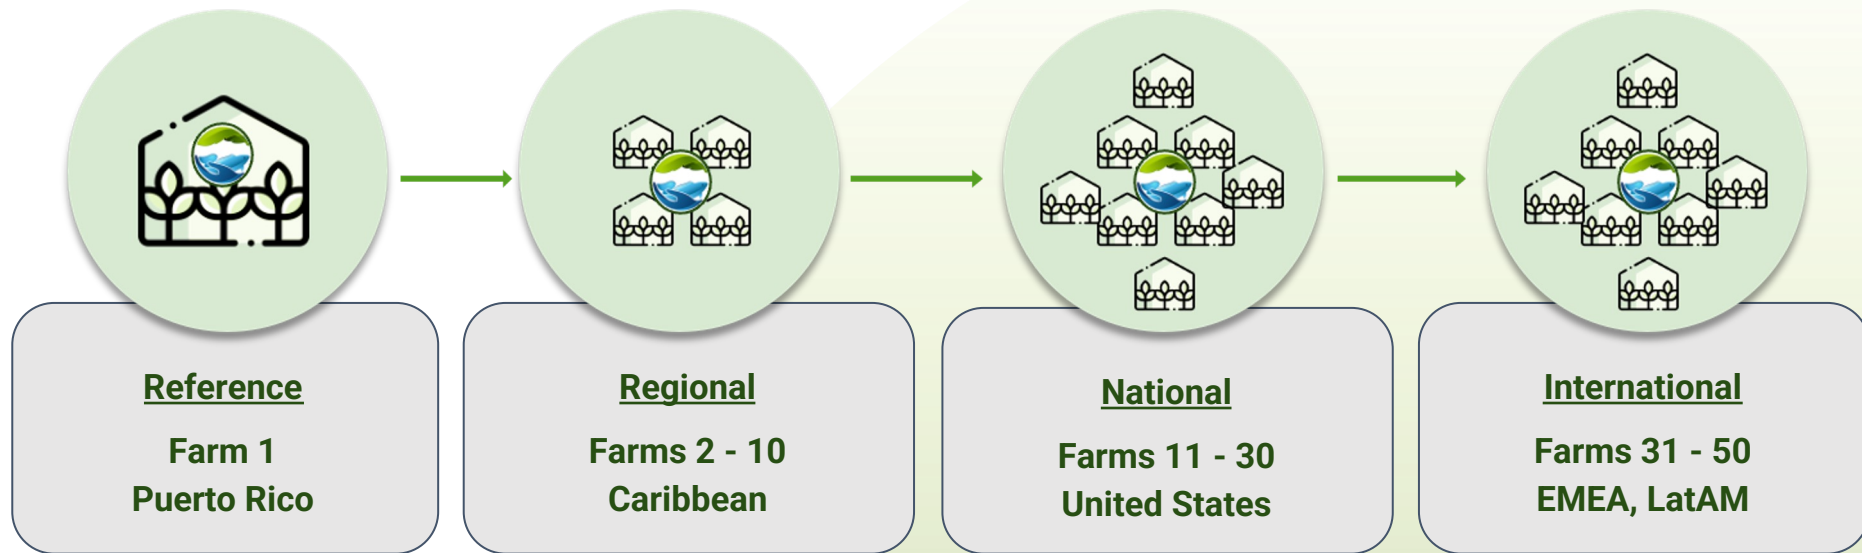 Reference
Farm 1
Puerto Rico
Regional
Farms 2 - 10
Caribbean
National
Farms 11 - 30
United States
International
Farms 31 - 50
EMEA, LatAM